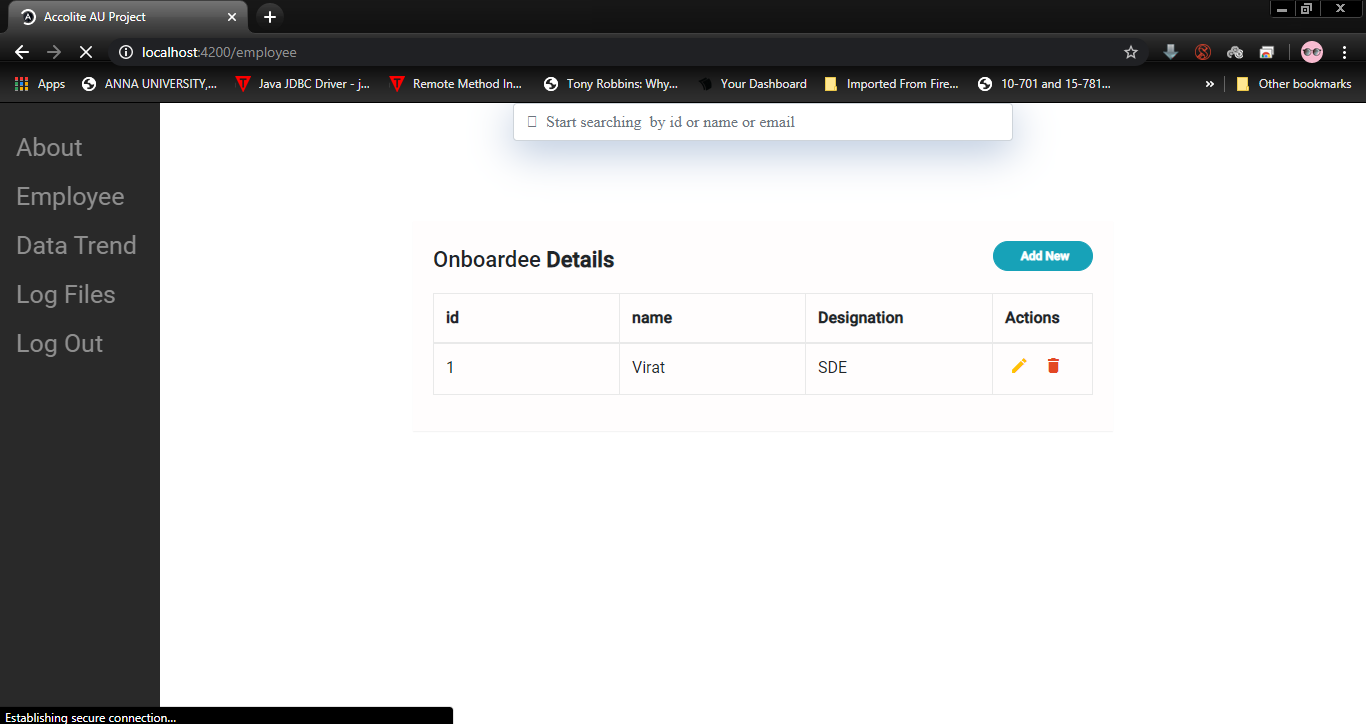 Accolite AU Project
localhost:4200/employee
Apps ANNA UNIVERSITY,... Java JDBC Driver - j... Remote Method In... Tony Robbins: Why... Your Dashboard Imported From Fire... 10-701 and 15-781... » Other bookmarks
Start searching by id or name or email
About
Employee
Data Trend
Log Files
Log Out
Onboardee Details Add New
id name Designation Actions
1 Virat SDE
Establishing secure connection...